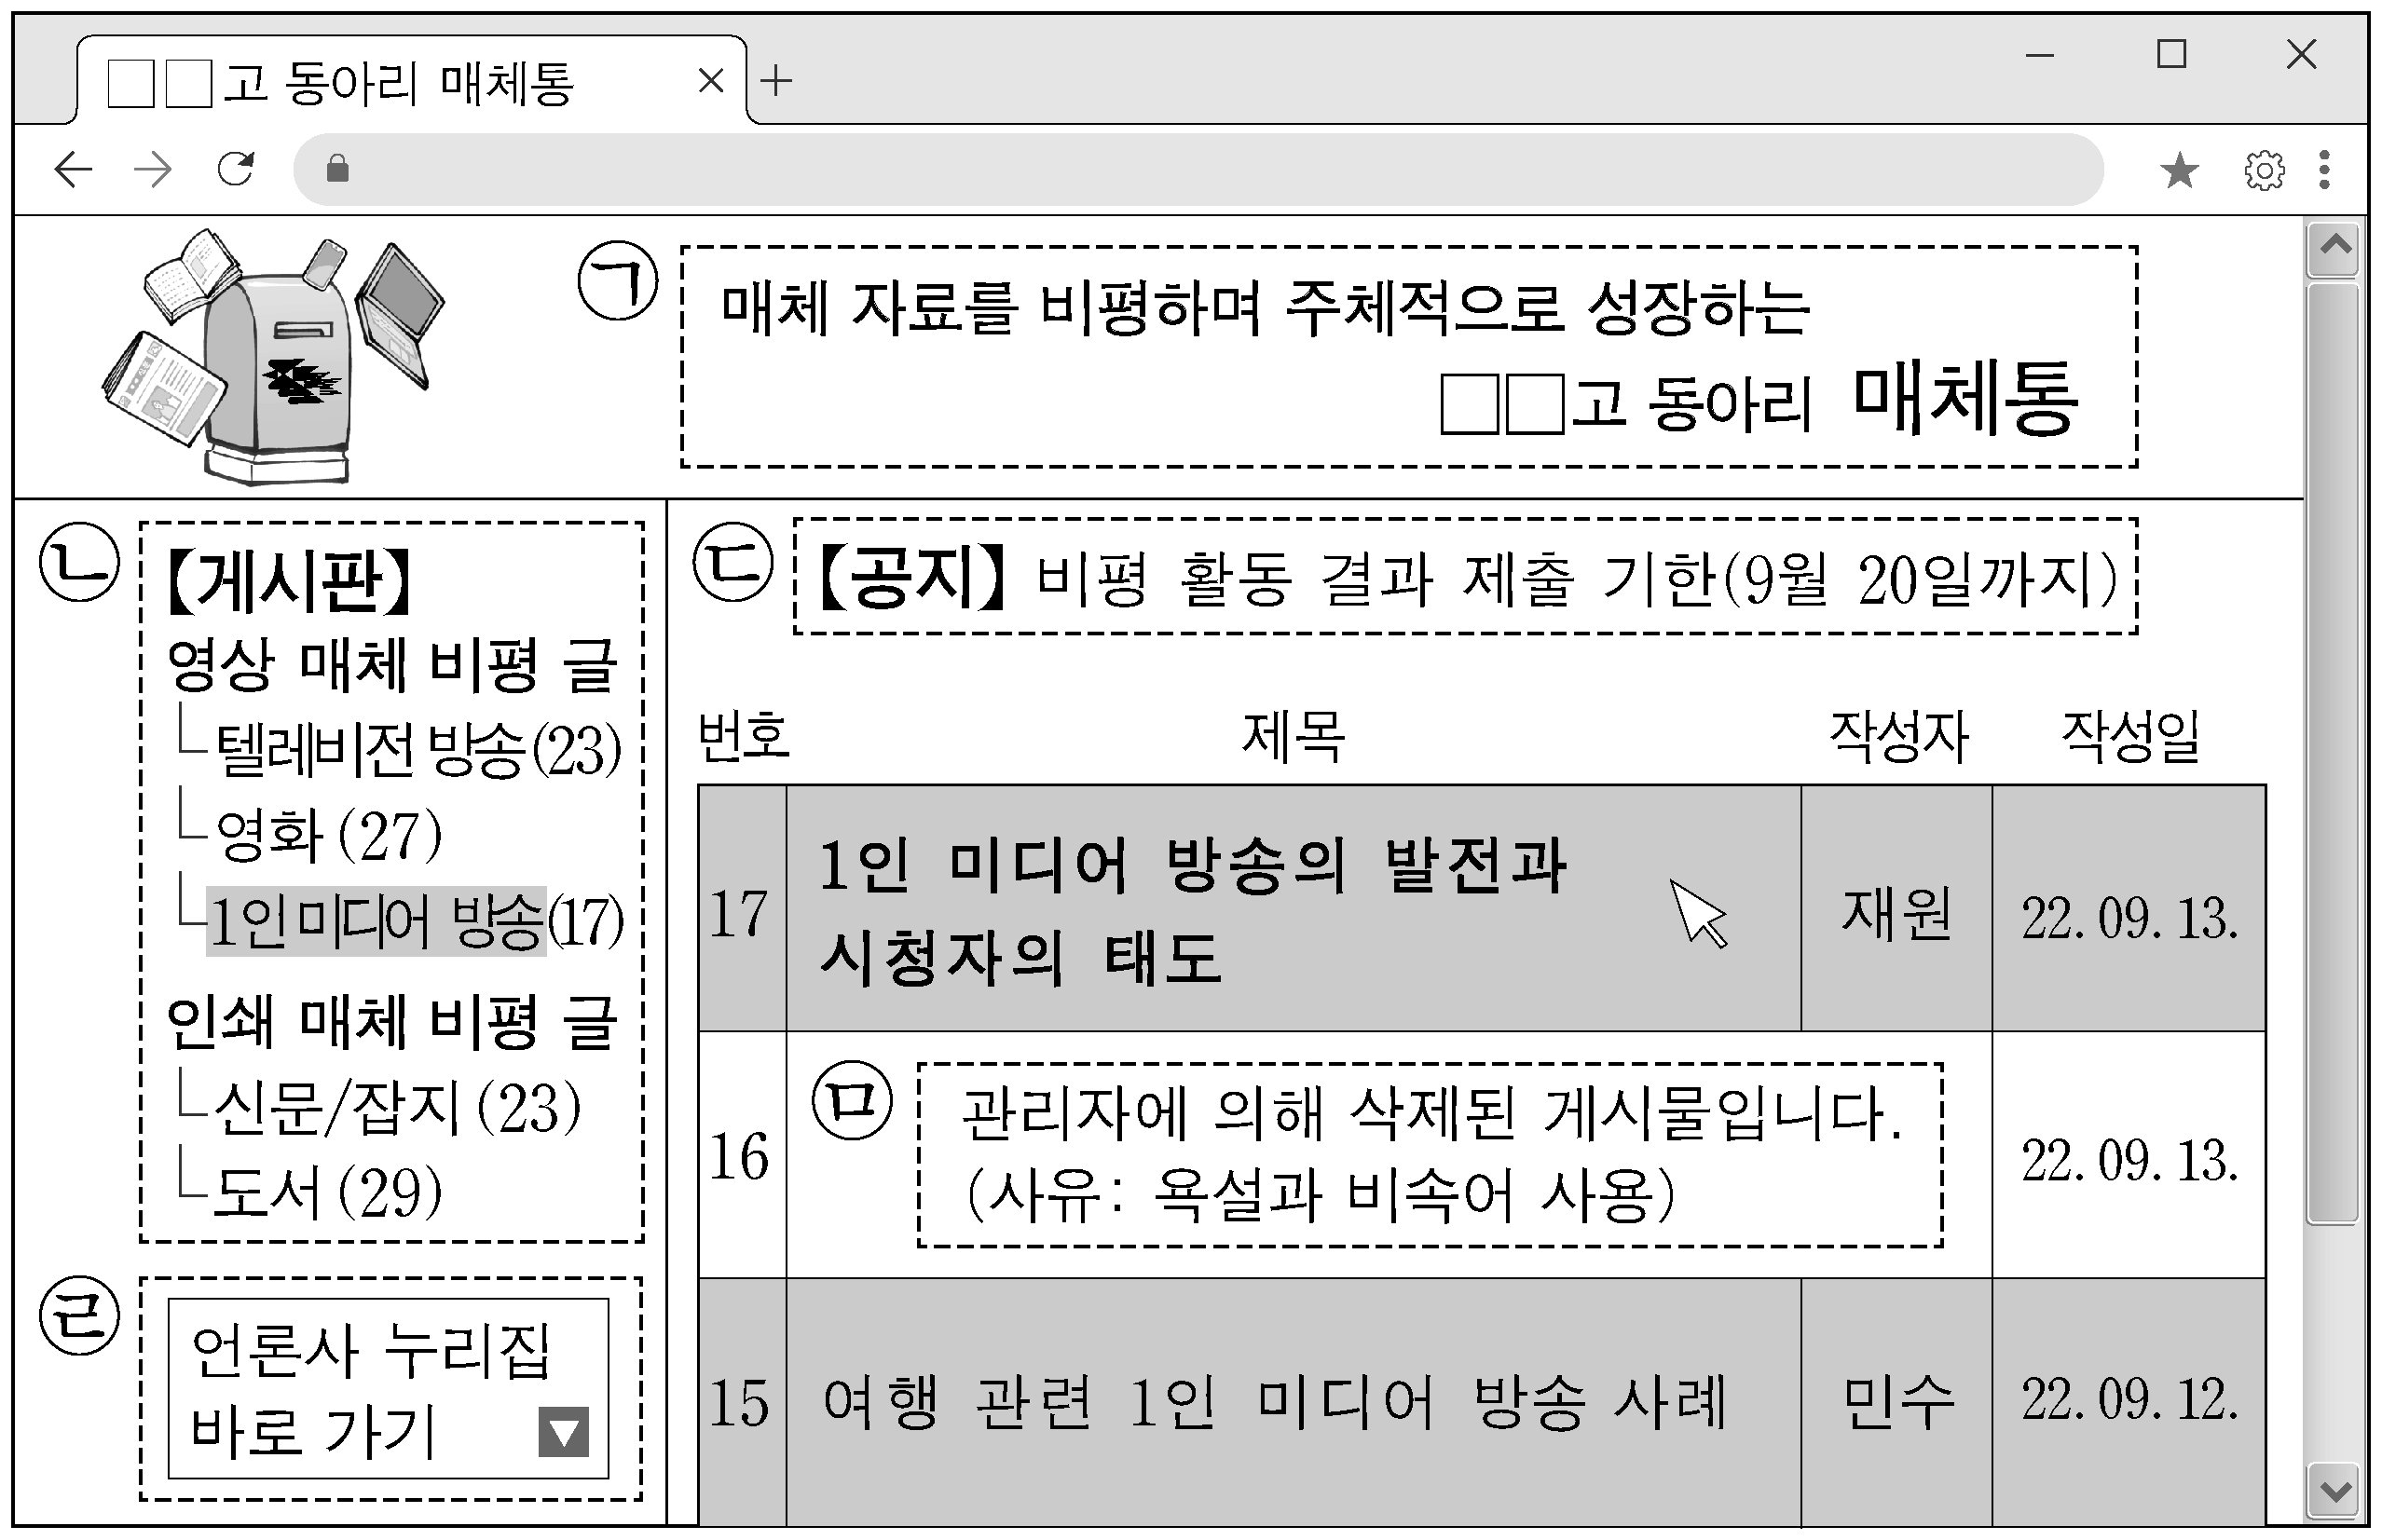 □□고 동아리 매체통
㉠ 매체 자료를 비평하며 주체적으로 성장하는
□□고 동아리 매체통
㉡ 【게시판】
영상 매체 비평 글
텔레비전 방송(23)
영화(27)
1인 미디어 방송(17)
인쇄 매체 비평 글
신문/잡지(23)
도서(29)
㉣ 언론사 누리집
바로 가기
㉢ 【공지】 비평 활동 결과 제출 기한(9월 20일까지)
번호 제목 작성자 작성일
17 1인 미디어 방송의 발전과 시청자의 태도 재원 22. 09. 13.
16 ㉤ 관리자에 의해 삭제된 게시물입니다.
(사유: 욕설과 비속어 사용) 22. 09. 13.
15 여행 관련 1인 미디어 방송 사례 민수 22. 09. 12.